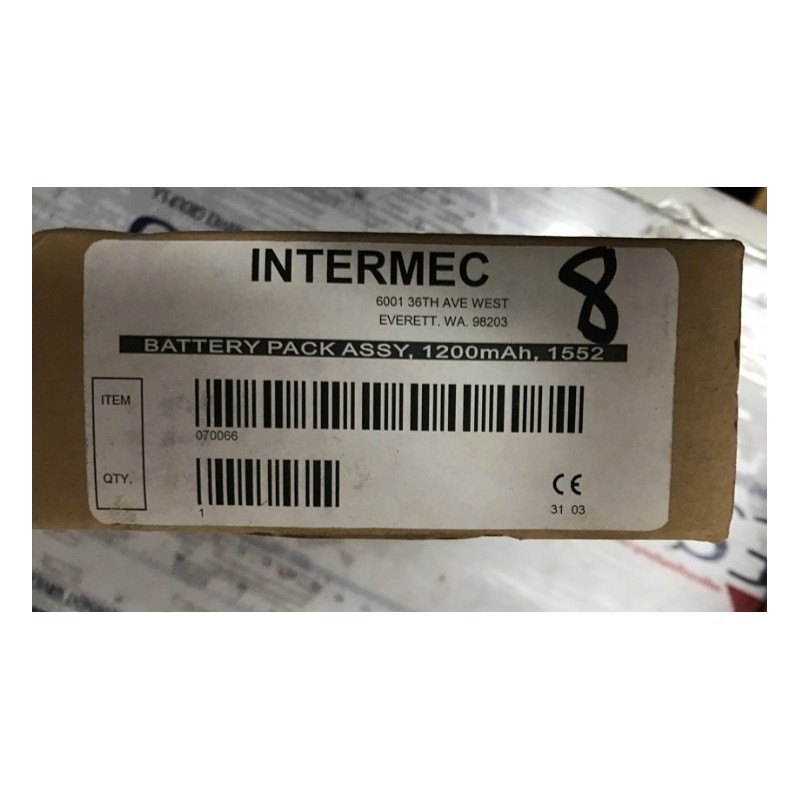 INTERMEC
8
6001 36TH AVE WEST
EVERETT, WA. 98203
BATTERY PACK ASSY, 1200mAh, 1552
ITEM
070066
QTY.
1
CE
31 03